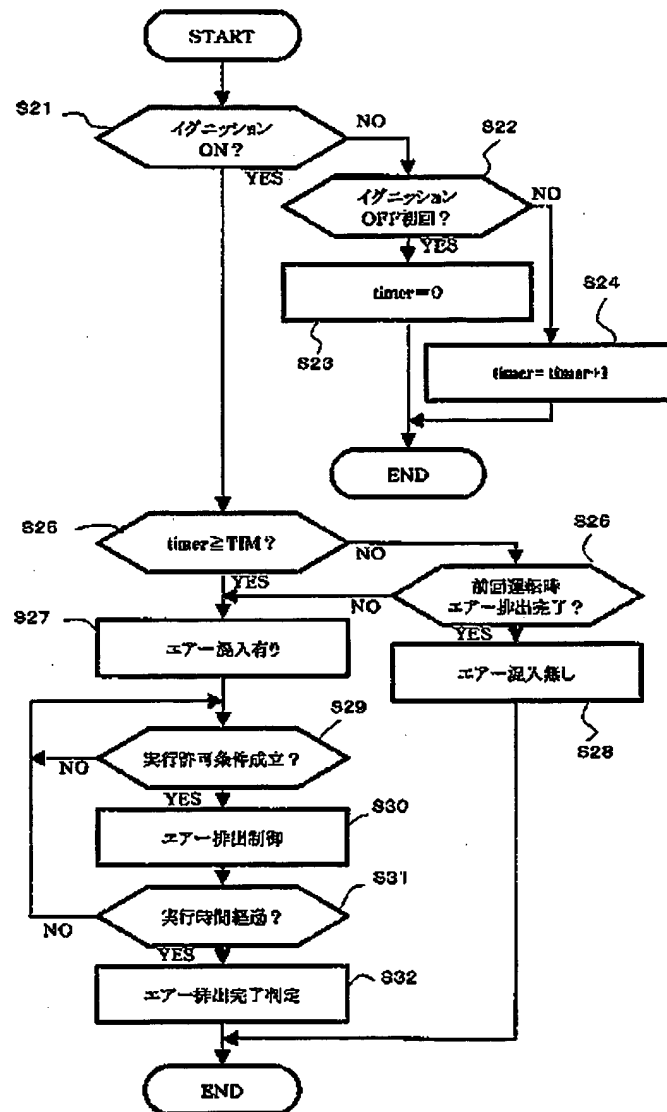 START
S21
イグニッション
ON?
NO
YES
S22
イグニッション
OFF初回?
NO
YES
timer=0
S23
S24
timer=timer+1
END
S25
timer≧TIM?
NO
YES
S26
前回運転時
エアー排出完了?
NO
YES
S27
エアー混入有り
エアー混入無し
S28
S29
実行許可条件成立?
NO
YES
S30
エアー排出制御
S31
実行時間経過?
NO
YES
S32
エアー排出完了判定
END